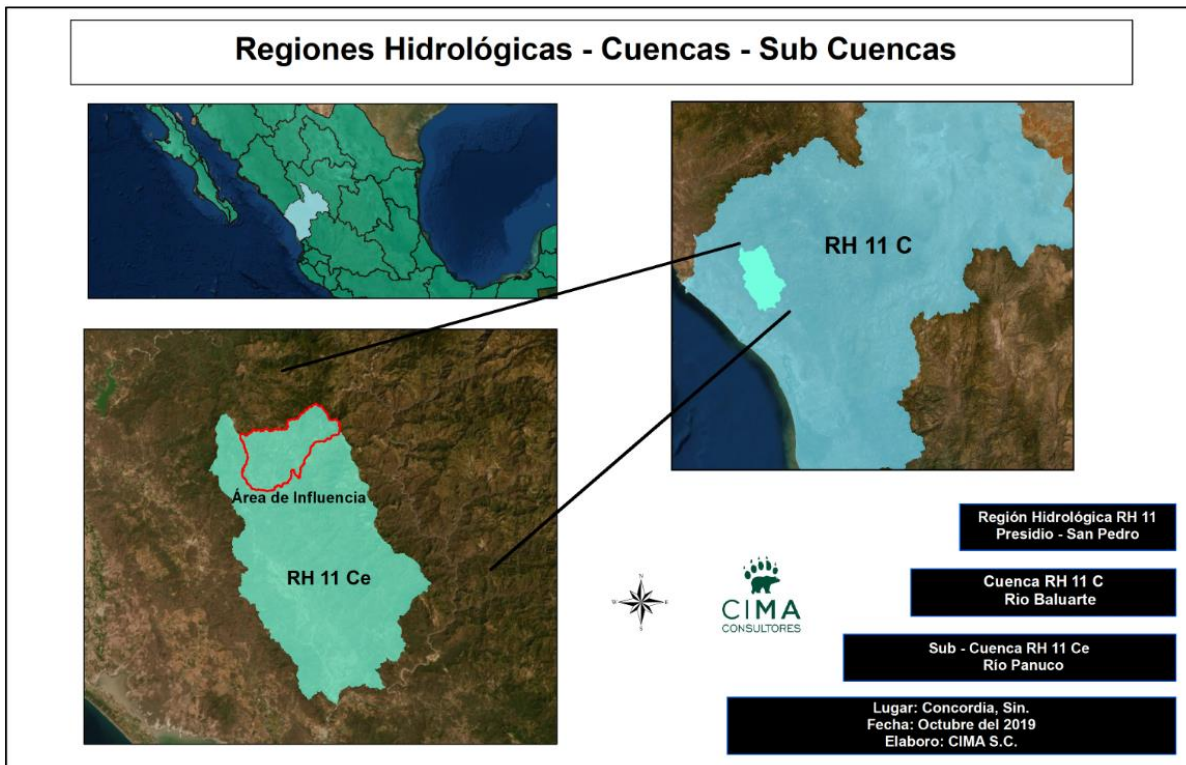 Regiones Hidrológicas - Cuencas - Sub Cuencas
RH 11 C
Área de Influencia
RH 11 Ce
N
W
E
S
CIMA
CONSULTORES
Región Hidrológica RH 11
Presidio - San Pedro
Cuenca RH 11 C
Rio Baluarte
Sub - Cuenca RH 11 Ce
Río Panuco
Lugar: Concordia, Sin.
Fecha: Octubre del 2019
Elaboro: CIMA S.C.